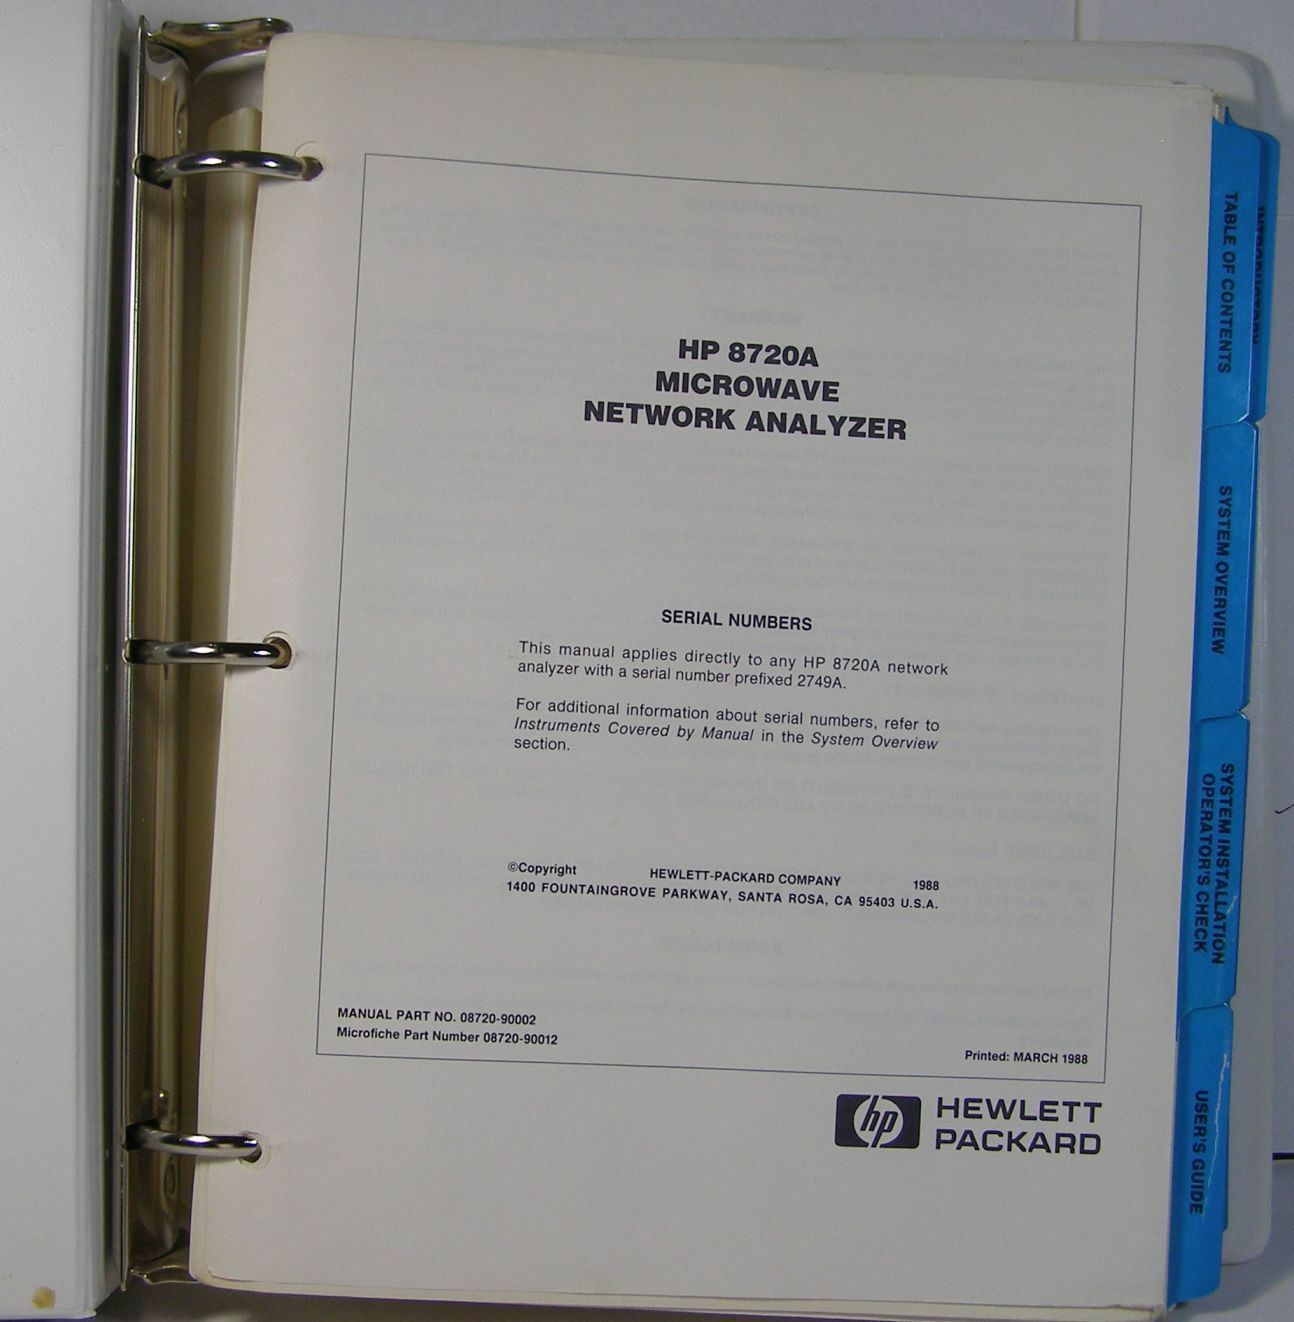 HP 8720A
MICROWAVE
NETWORK ANALYZER
SERIAL NUMBERS
This manual applies directly to any HP 8720A network
analyzer with a serial number prefixed 2749A.
For additional information about serial numbers, refer to
Instruments Covered by Manual in the System Overview
section.
©Copyright HEWLETT-PACKARD COMPANY 1988
1400 FOUNTAINGROVE PARKWAY, SANTA ROSA, CA 95403 U.S.A.
MANUAL PART NO. 08720-90002
Microfiche Part Number 08720-90012
Printed: MARCH 1988
hp
HEWLETT
PACKARD
INTRODUCTORY
TABLE OF CONTENTS
SYSTEM OVERVIEW
SYSTEM INSTALLATION
OPERATOR'S CHECK
USER'S GUIDE